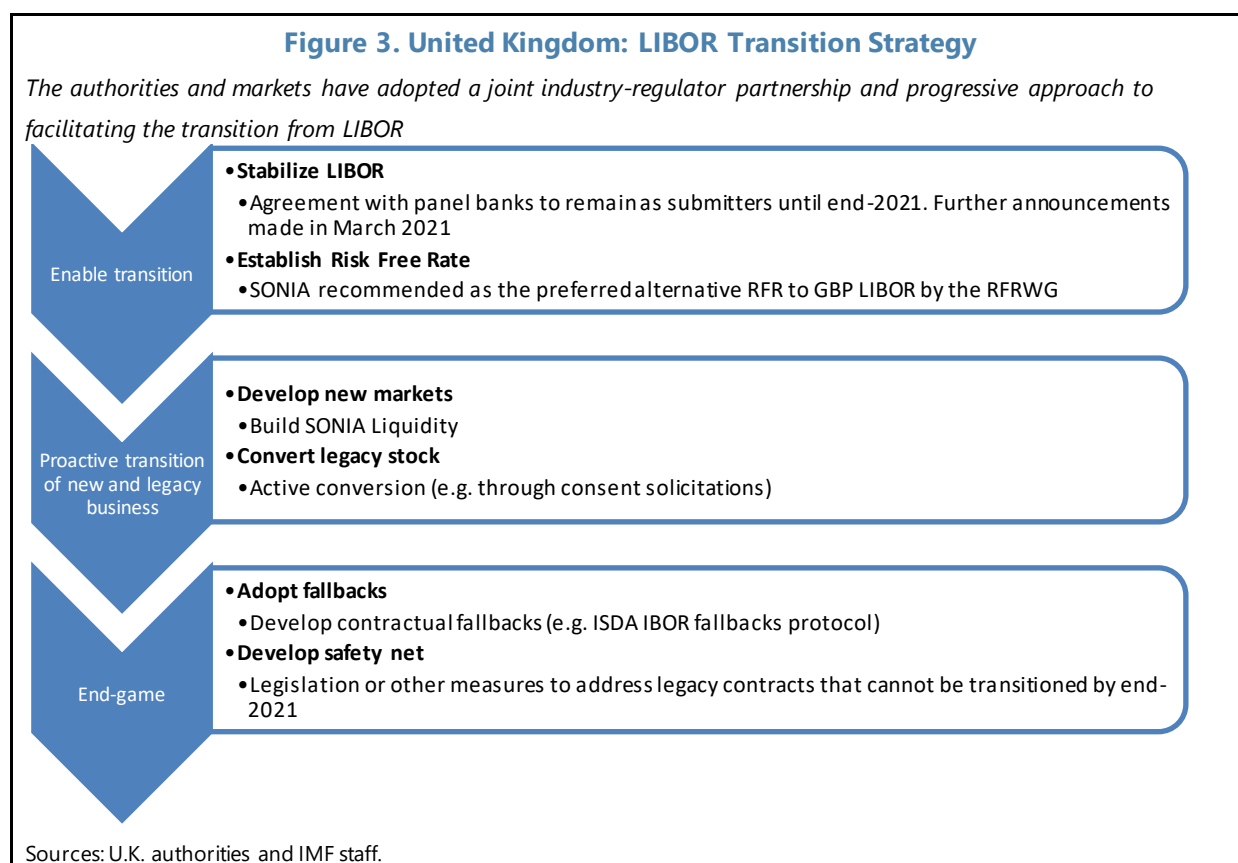 Figure 3. United Kingdom: LIBOR Transition Strategy
The authorities and markets have adopted a joint industry-regulator partnership and progressive approach to
facilitating the transition from LIBOR
Enable transition
•Stabilize LIBOR
•Agreement with panel banks to remain as submitters until end-2021. Further announcements
made in March 2021
•Establish Risk Free Rate
•SONIA recommended as the preferred alternative RFR to GBP LIBOR by the RFRWG
Proactive transition
of new and legacy
business
•Develop new markets
•Build SONIA Liquidity
•Convert legacy stock
•Active conversion (e.g. through consent solicitations)
End-game
•Adopt fallbacks
•Develop contractual fallbacks (e.g. ISDA IBOR fallbacks protocol)
•Develop safety net
•Legislation or other measures to address legacy contracts that cannot be transitioned by end-
2021
Sources: U.K. authorities and IMF staff.